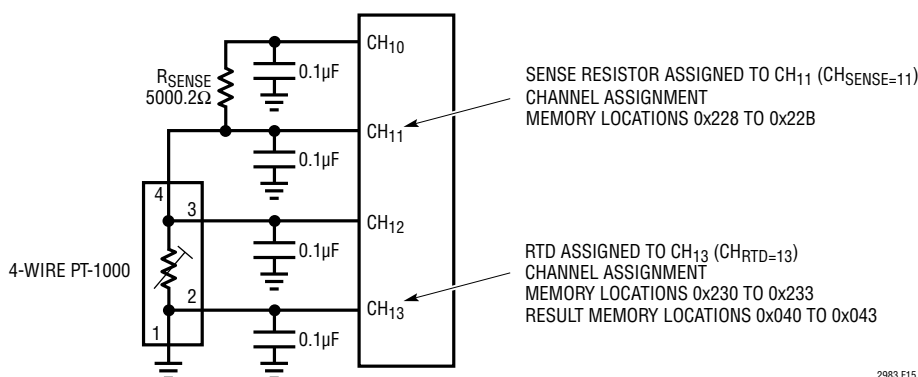 CH10
RSENSE
5000.2Ω
0.1µF
SENSE RESISTOR ASSIGNED TO CH11 (CHSENSE=11)
CHANNEL ASSIGNMENT
MEMORY LOCATIONS 0x228 TO 0x22B
CH11
0.1µF
4
3
CH12
4-WIRE PT-1000
0.1µF
RTD ASSIGNED TO CH13 (CHRTD=13)
CHANNEL ASSIGNMENT
MEMORY LOCATIONS 0x230 TO 0x233
RESULT MEMORY LOCATIONS 0x040 TO 0x043
2
CH13
1
0.1µF
2983 F15